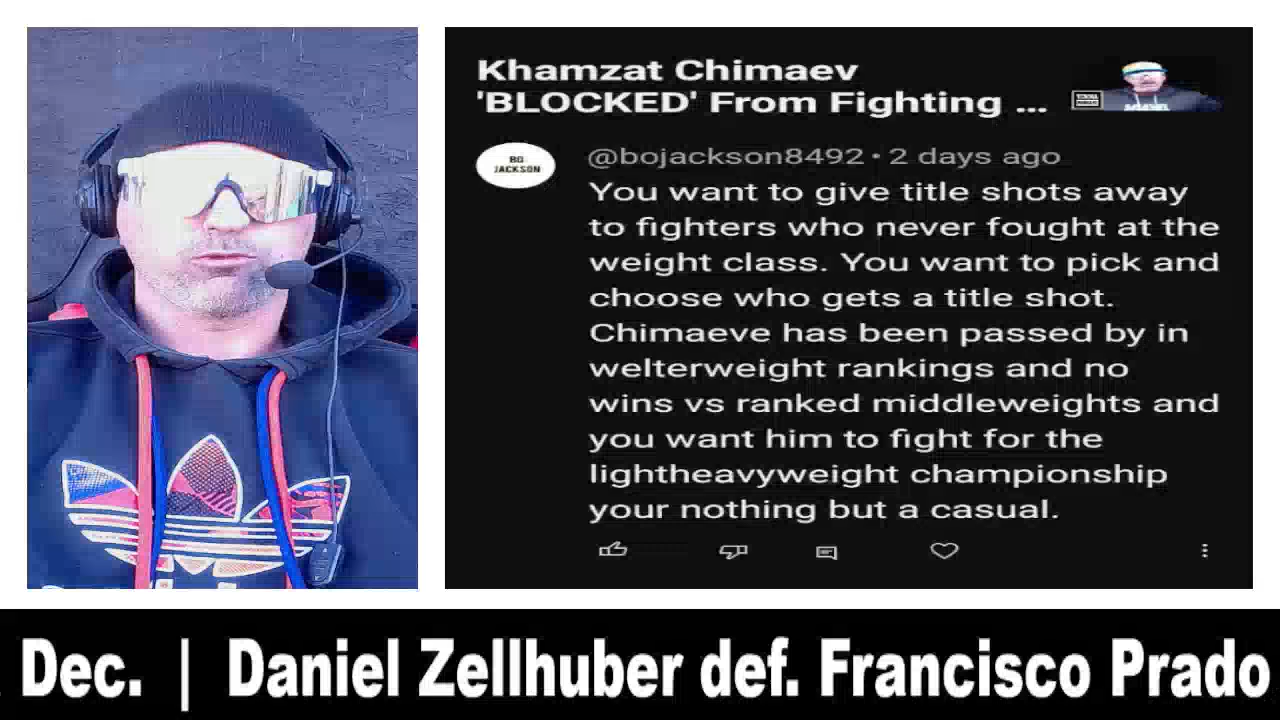 Khamzat Chimaev
'BLOCKED' From Fighting ...
BO
JACKSON
@bojackson8492 • 2 days ago
You want to give title shots away
to fighters who never fought at the
weight class. You want to pick and
choose who gets a title shot.
Chimaeve has been passed by in
welterweight rankings and no
wins vs ranked middleweights and
you want him to fight for the
lightheavyweight championship
your nothing but a casual.
Dec. | Daniel Zellhuber def. Francisco Prado